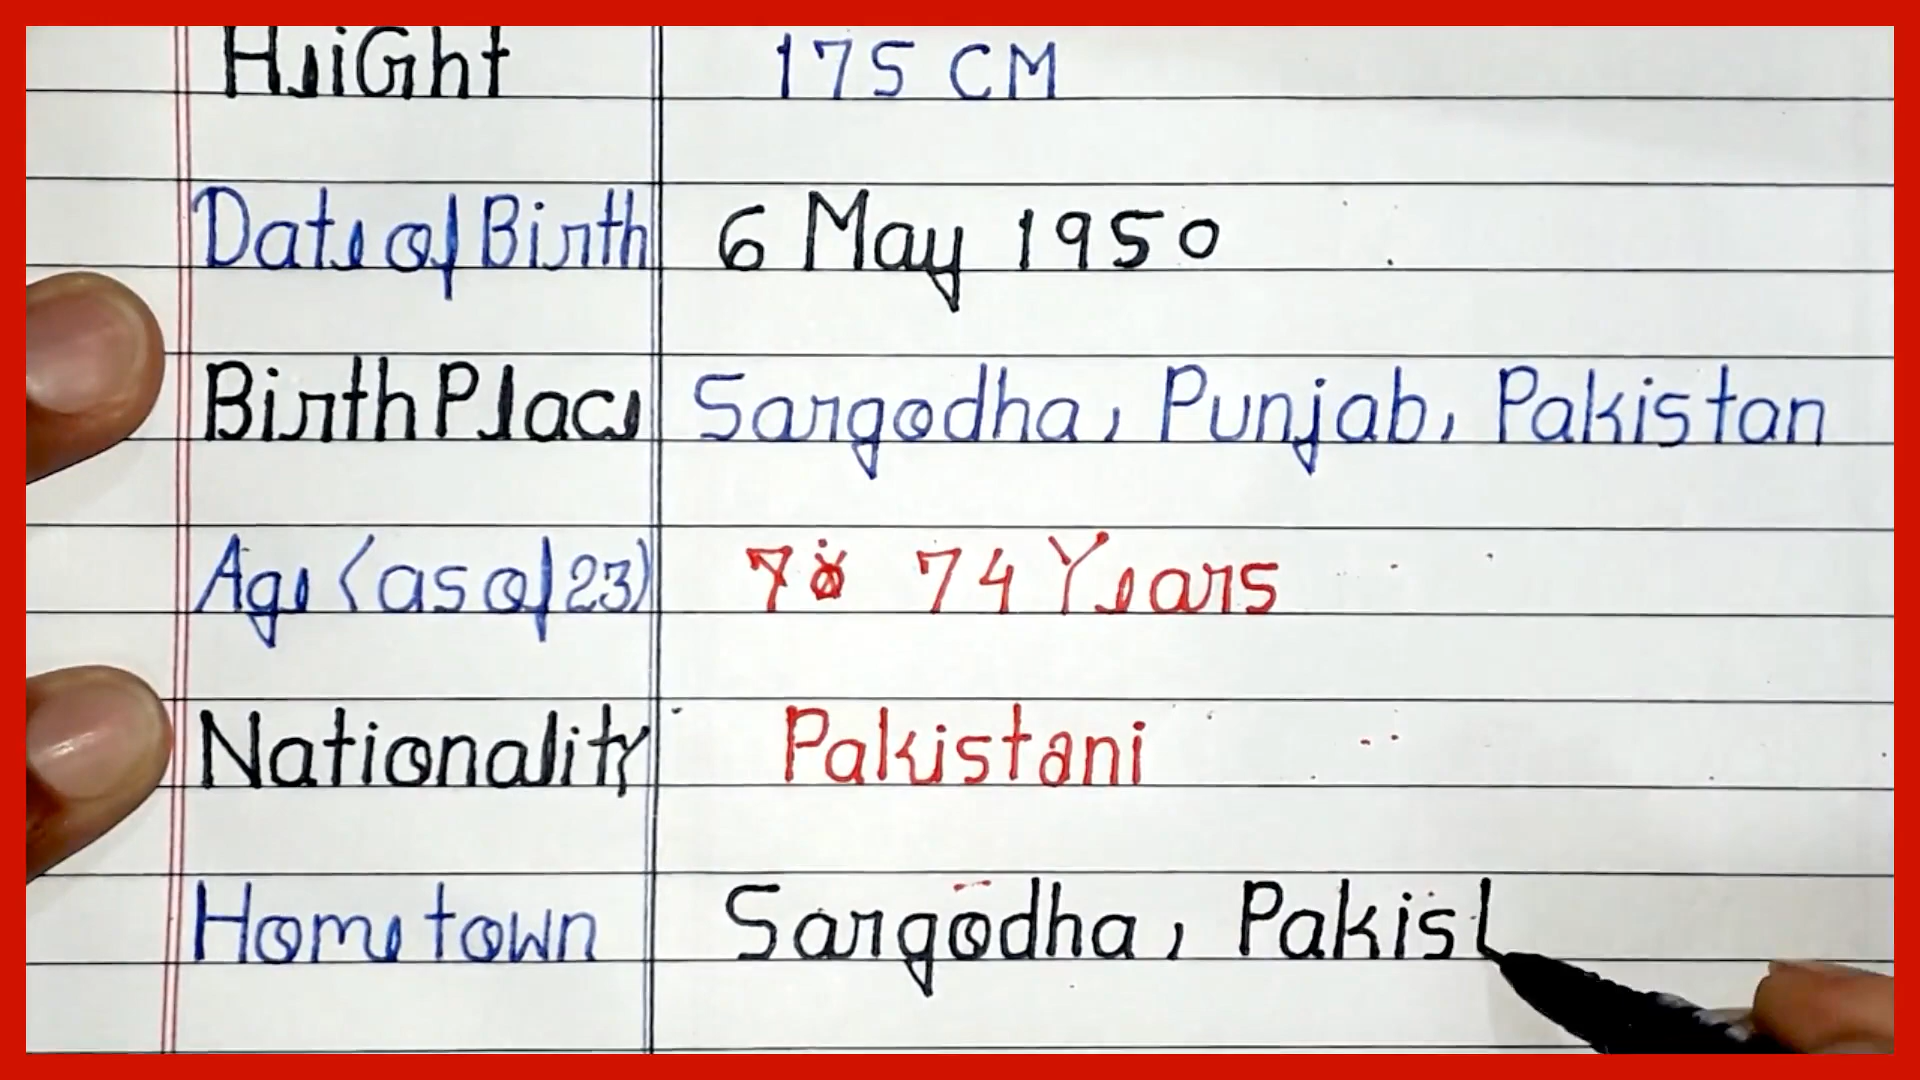 Height 175 CM
Date of Birth 6 May 1950
Birth Place Sargodha, Punjab, Pakistan
Age (as of 23) 74 Years
Nationality Pakistani
Hometown Sargodha, Pakist